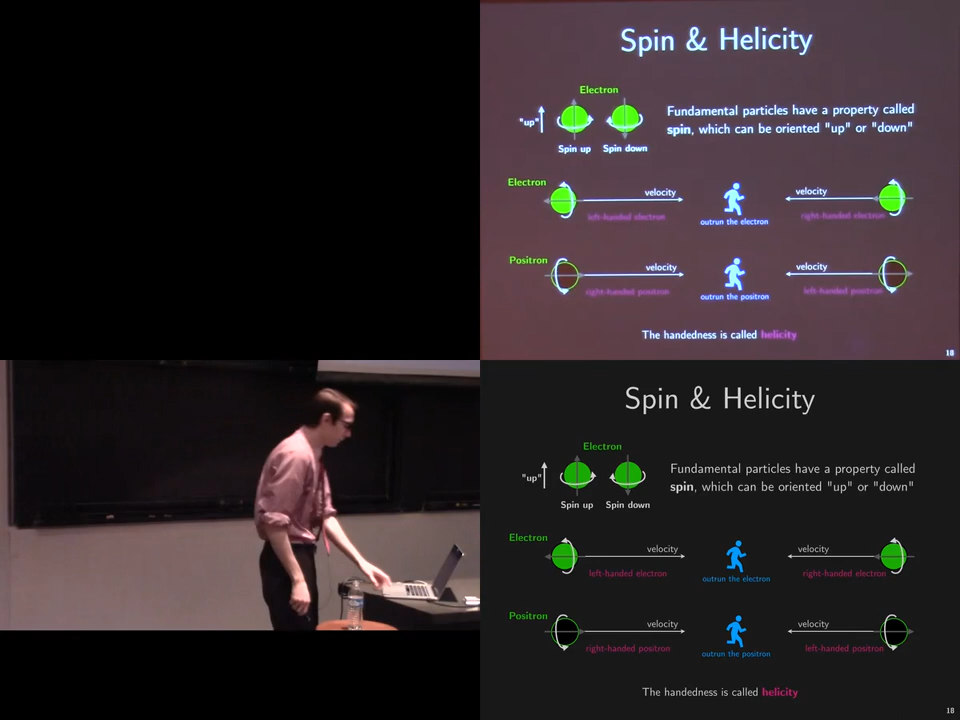 Spin & Helicity
Electron
"up"
Spin up Spin down
Fundamental particles have a property called
spin, which can be oriented "up" or "down"
Electron
velocity
left-handed electron
outrun the electron
velocity
right-handed electron
Positron
velocity
right-handed positron
outrun the positron
velocity
left-handed positron
The handedness is called helicity
18
Spin & Helicity
Electron
"up"
Spin up Spin down
Fundamental particles have a property called
spin, which can be oriented "up" or "down"
Electron
velocity
left-handed electron
outrun the electron
velocity
right-handed electron
Positron
velocity
right-handed positron
outrun the positron
velocity
left-handed positron
The handedness is called helicity
18